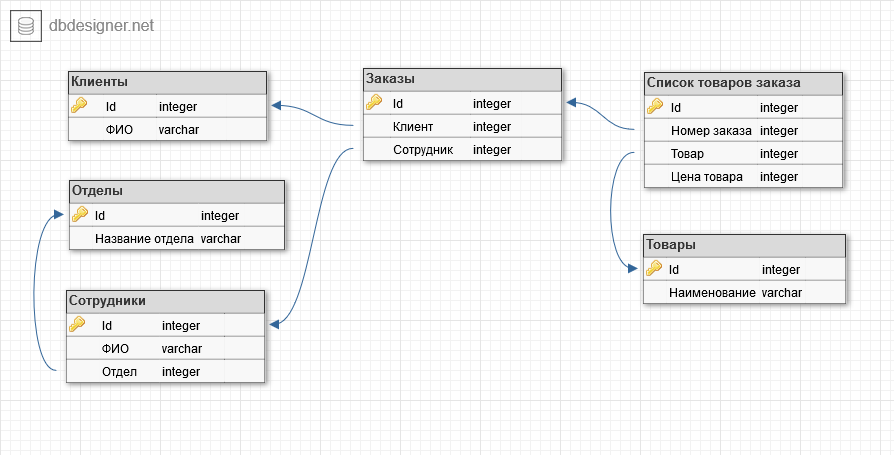 dbdesigner.net
Клиенты
Id integer
ФИО varchar
Заказы
Id integer
Клиент integer
Сотрудник integer
Список товаров заказа
Id integer
Номер заказа integer
Товар integer
Цена товара integer
Отделы
Id integer
Название отдела varchar
Товары
Id integer
Наименование varchar
Сотрудники
Id integer
ФИО varchar
Отдел integer